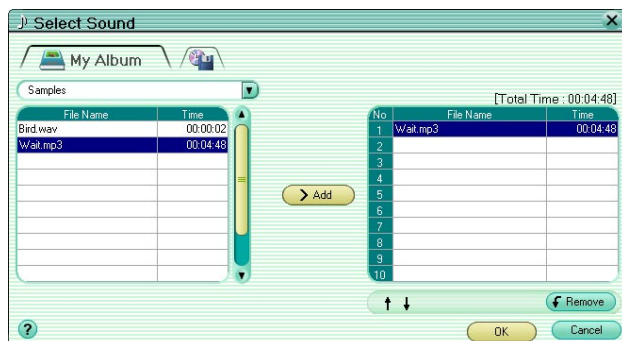 Select Sound
My Album
Samples
[Total Time : 00:04:48]
File Name Time
Bird.wav 00:00:02
Wait.mp3 00:04:48
No File Name Time
1 Wait.mp3 00:04:48
2
3
4
5
6
7
8
9
10
> Add
Remove
?
OK Cancel